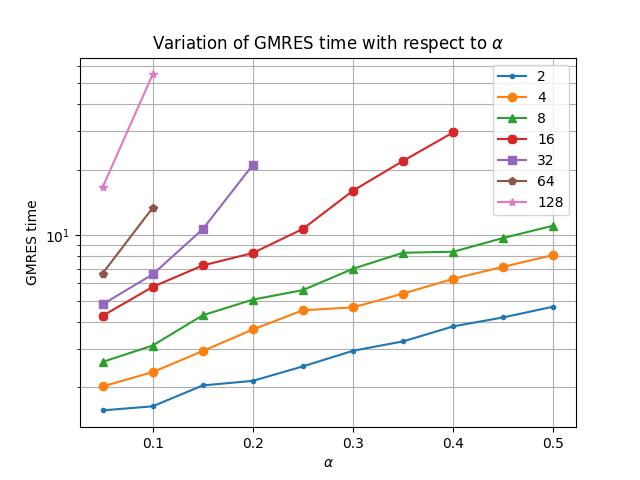 Variation of GMRES time with respect to α
2
4
8
16
32
64
128
GMRES time
10¹
0.1 0.2 0.3 0.4 0.5
α